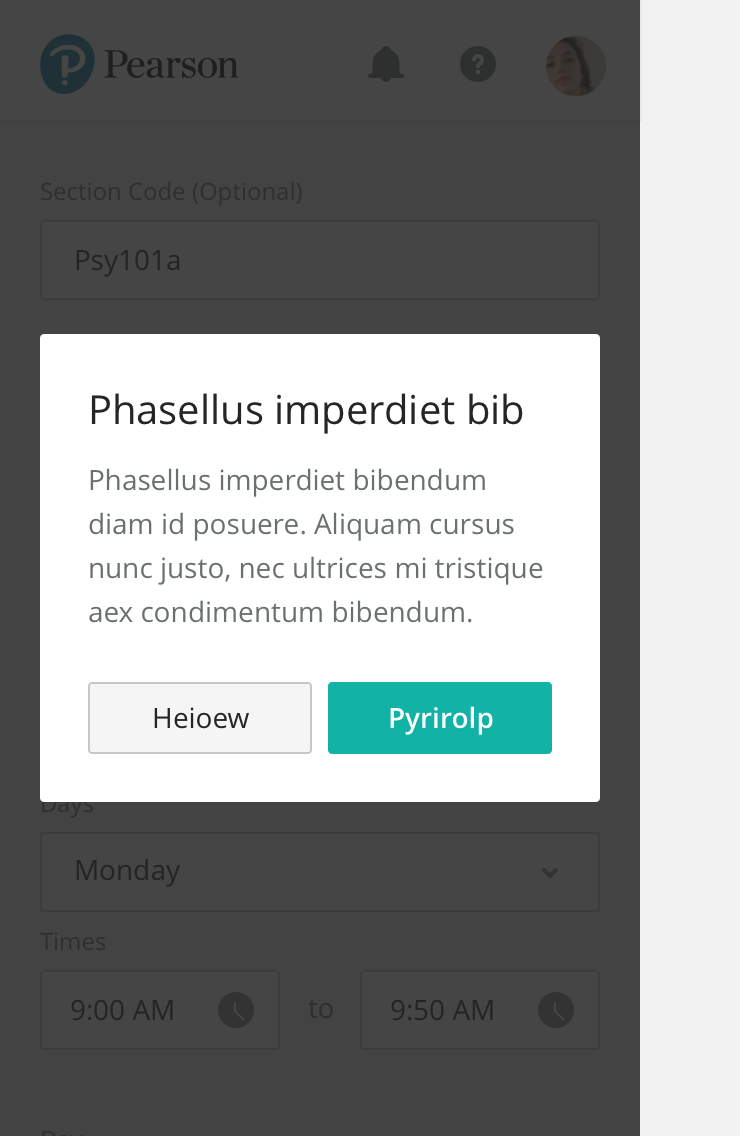 Pearson
Section Code (Optional)
Psy101a
Phasellus imperdiet bib
Phasellus imperdiet bibendum
diam id posuere. Aliquam cursus
nunc justo, nec ultrices mi tristique
aex condimentum bibendum.
Heioew
Pyrirolp
Days
Monday
Times
9:00 AM to 9:50 AM